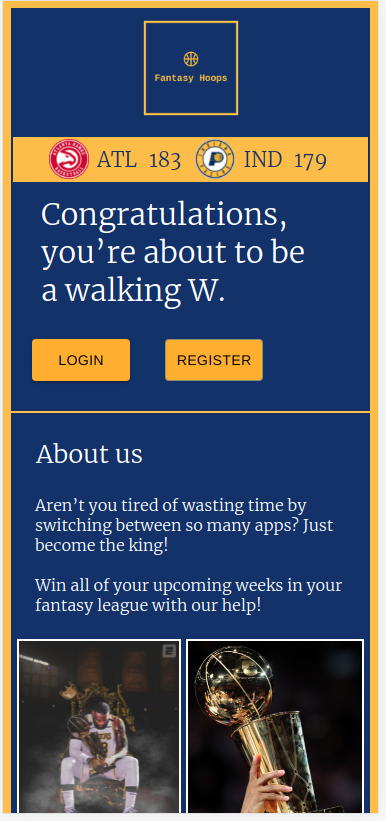 Fantasy Hoops
ATL 183 IND 179
Congratulations,
you’re about to be
a walking W.
LOGIN REGISTER
About us
Aren’t you tired of wasting time by
switching between so many apps? Just
become the king!
Win all of your upcoming weeks in your
fantasy league with our help!